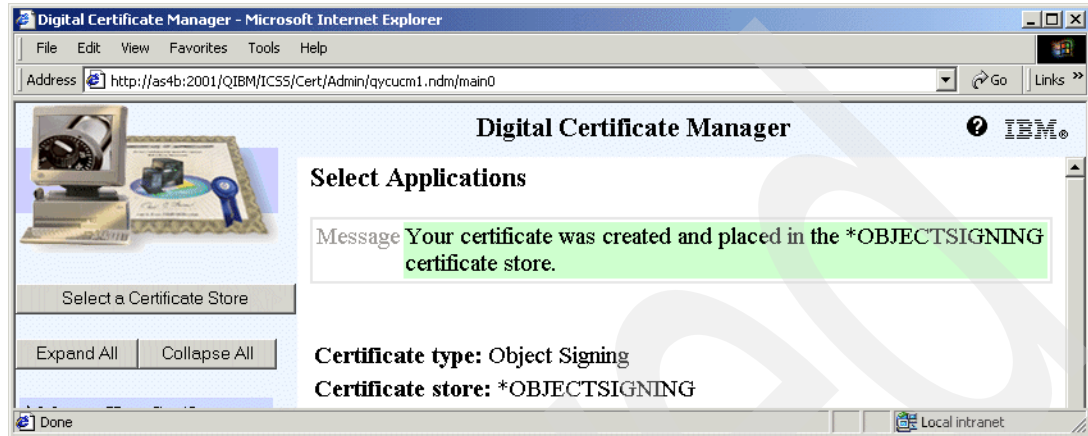 Digital Certificate Manager - Microsoft Internet Explorer
File Edit View Favorites Tools Help
Address http://as4b:2001/QIBM/ICSS/Cert/Admin/qycucm1.ndm/main0 Go Links »
Digital Certificate Manager
IBM®
Select Applications
Message Your certificate was created and placed in the *OBJECTSIGNING
certificate store.
Select a Certificate Store
Expand All Collapse All
Certificate type: Object Signing
Certificate store: *OBJECTSIGNING
Done Local intranet